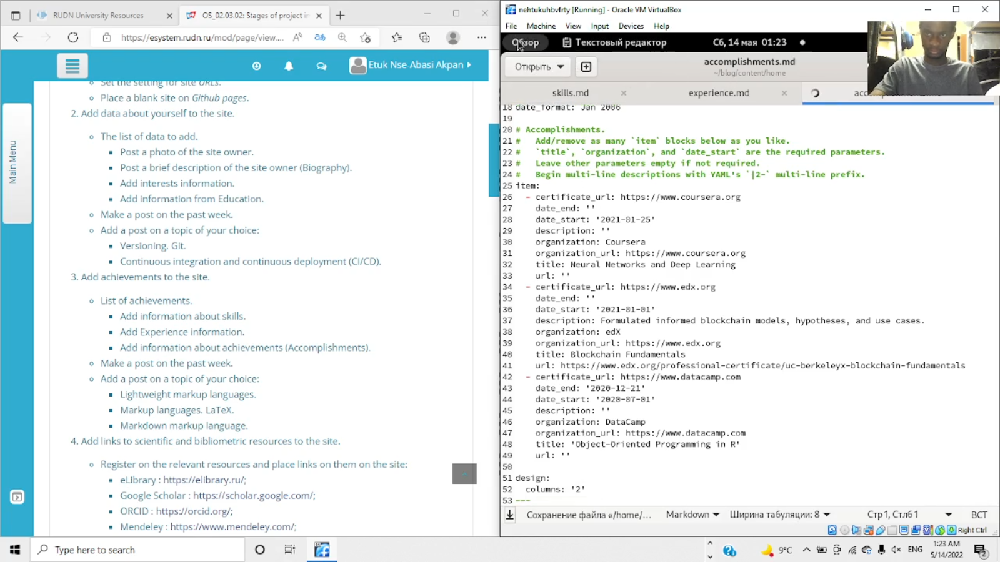 RUDN University Resources
OS_02.03.02: Stages of project in
https://esystem.rudn.ru/mod/page/view....
Etuk Nse-Abasi Akpan
Main Menu
Set the setting for site URLs.
Place a blank site on Github pages.
2. Add data about yourself to the site.
The list of data to add.
Post a photo of the site owner.
Post a brief description of the site owner (Biography).
Add interests information.
Add information from Education.
Make a post on the past week.
Add a post on a topic of your choice:
Versioning. Git.
Continuous integration and continuous deployment (CI/CD).
3. Add achievements to the site.
List of achievements.
Add information about skills.
Add Experience information.
Add information about achievements (Accomplishments).
Make a post on the past week.
Add a post on a topic of your choice:
Lightweight markup languages.
Markup languages. LaTeX.
Markdown markup language.
4. Add links to scientific and bibliometric resources to the site.
Register on the relevant resources and place links on them on the site:
eLibrary : https://elibrary.ru/;
Google Scholar : https://scholar.google.com/;
ORCID : https://orcid.org/;
Mendeley : https://www.mendeley.com/;
nehtukuhbvfrty [Running] - Oracle VM VirtualBox
File Machine View Input Devices Help
Обзор Текстовый редактор Сб, 14 мая 01:23
Открыть
accomplishments.md
~/blog/content/home
skills.md experience.md
18 date_format: Jan 2006
19
20 # Accomplishments.
21 #   Add/remove as many `item` blocks below as you like.
22 #   `title`, `organization`, and `date_start` are the required parameters.
23 #   Leave other parameters empty if not required.
24 #   Begin multi-line descriptions with YAML's `|2-` multi-line prefix.
25 item:
26   - certificate_url: https://www.coursera.org
27     date_end: ''
28     date_start: '2021-01-25'
29     description: ''
30     organization: Coursera
31     organization_url: https://www.coursera.org
32     title: Neural Networks and Deep Learning
33     url: ''
34   - certificate_url: https://www.edx.org
35     date_end: ''
36     date_start: '2021-01-01'
37     description: Formulated informed blockchain models, hypotheses, and use cases.
38     organization: edX
39     organization_url: https://www.edx.org
40     title: Blockchain Fundamentals
41     url: https://www.edx.org/professional-certificate/uc-berkeleyx-blockchain-fundamentals
42   - certificate_url: https://www.datacamp.com
43     date_end: '2020-12-21'
44     date_start: '2020-07-01'
45     description: ''
46     organization: DataCamp
47     organization_url: https://www.datacamp.com
48     title: 'Object-Oriented Programming in R'
49     url: ''
50
51 design:
52   columns: '2'
53 ---
Сохранение файла «/home/... Markdown Ширина табуляции: 8 Стр 1, Стлб 1 ВСТ
Right Ctrl
Type here to search
9°C ENG
1:23 AM
5/14/2022
2